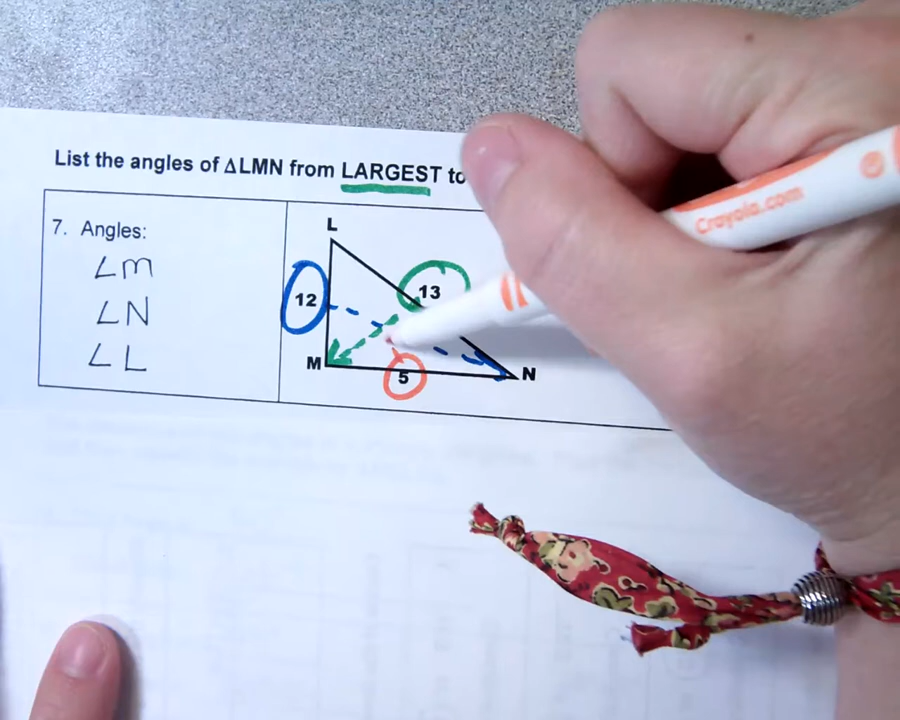 List the angles of ΔLMN from LARGEST to
7. Angles:
∠M
∠N
∠L
L
12
13
M
5
N
Crayola.com